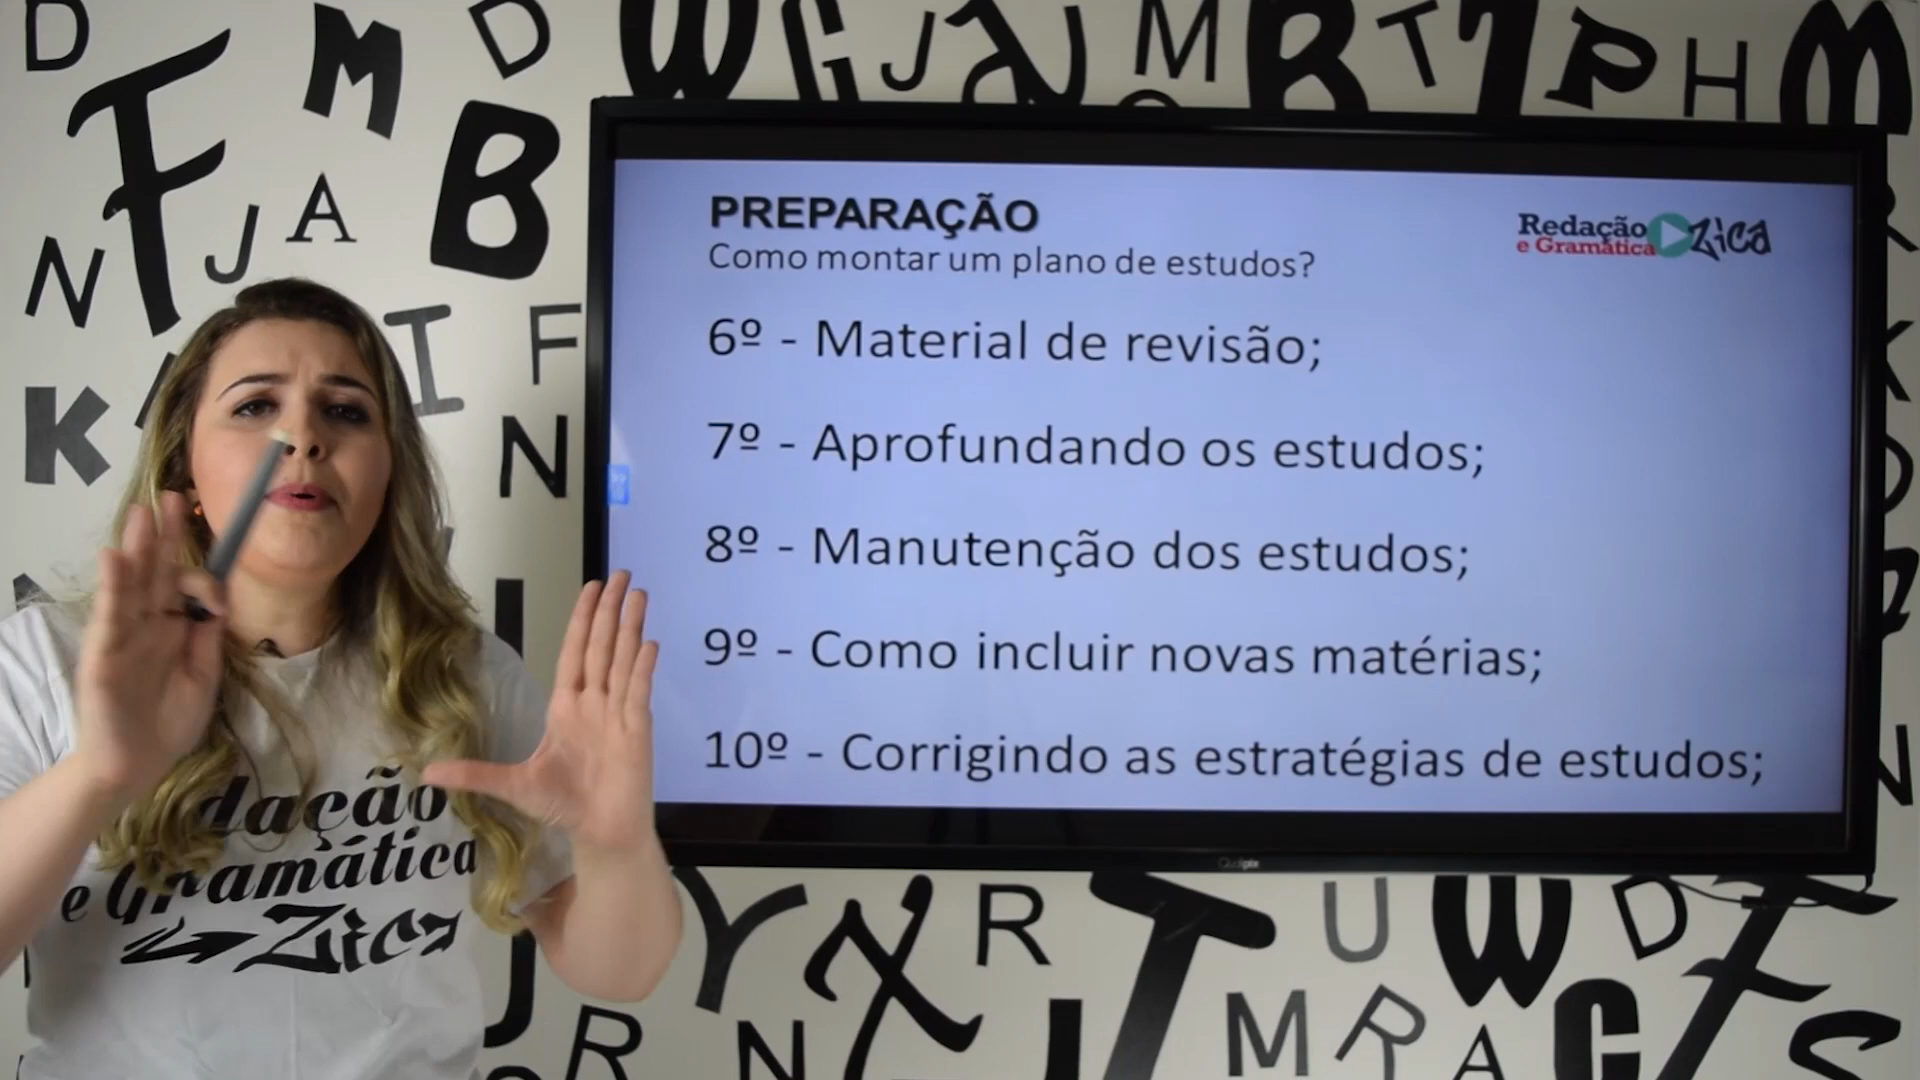 PREPARAÇÃO
Como montar um plano de estudos?
Redação
e Gramática
Zica
6º - Material de revisão;
7º - Aprofundando os estudos;
8º - Manutenção dos estudos;
9º - Como incluir novas matérias;
10º - Corrigindo as estratégias de estudos;
dação
e Gramática
Zica